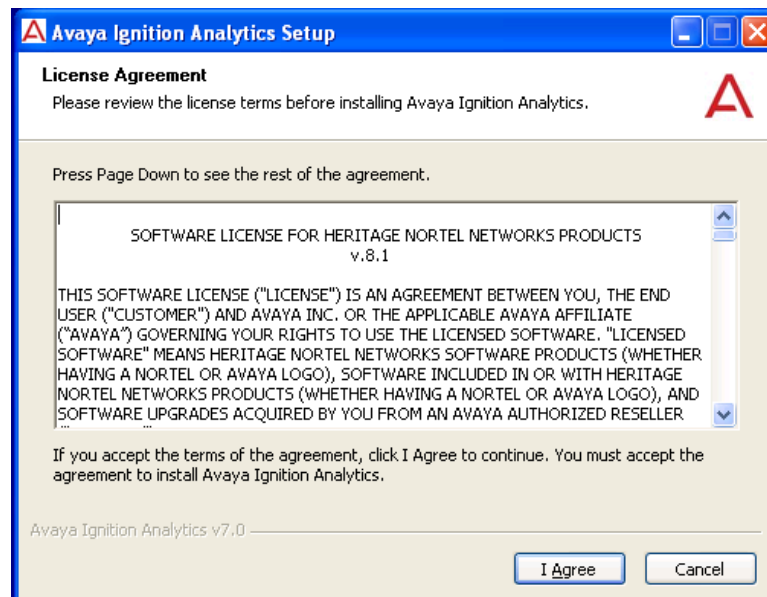 Avaya Ignition Analytics Setup
License Agreement
Please review the license terms before installing Avaya Ignition Analytics.
Press Page Down to see the rest of the agreement.
SOFTWARE LICENSE FOR HERITAGE NORTEL NETWORKS PRODUCTS
v.8.1
THIS SOFTWARE LICENSE ("LICENSE") IS AN AGREEMENT BETWEEN YOU, THE END
USER ("CUSTOMER") AND AVAYA INC. OR THE APPLICABLE AVAYA AFFILIATE
("AVAYA") GOVERNING YOUR RIGHTS TO USE THE LICENSED SOFTWARE. "LICENSED
SOFTWARE" MEANS HERITAGE NORTEL NETWORKS SOFTWARE PRODUCTS (WHETHER
HAVING A NORTEL OR AVAYA LOGO), SOFTWARE INCLUDED IN OR WITH HERITAGE
NORTEL NETWORKS PRODUCTS (WHETHER HAVING A NORTEL OR AVAYA LOGO), AND
SOFTWARE UPGRADES ACQUIRED BY YOU FROM AN AVAYA AUTHORIZED RESELLER
If you accept the terms of the agreement, click I Agree to continue. You must accept the
agreement to install Avaya Ignition Analytics.
Avaya Ignition Analytics v7.0
I Agree
Cancel